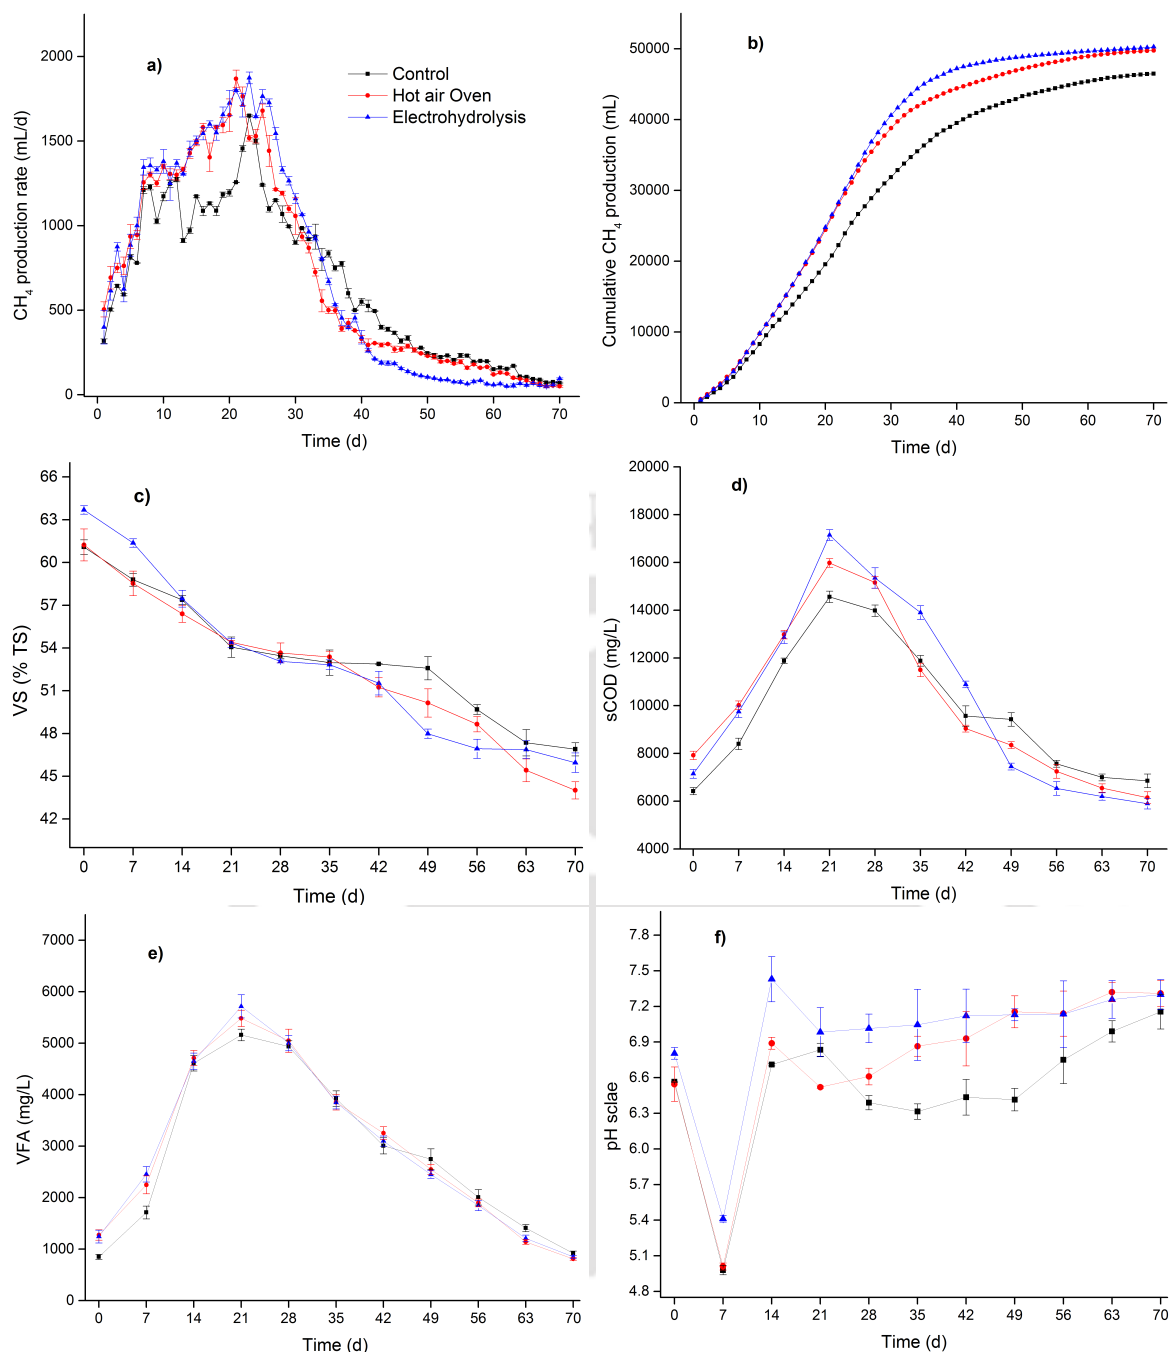 a)
Control
Hot air Oven
Electrohydrolysis
CH4 production rate (mL/d)
2000
1500
1000
500
0
0 10 20 30 40 50 60 70
Time (d)
b)
Cumulative CH4 production (mL)
50000
40000
30000
20000
10000
0
0 10 20 30 40 50 60 70
Time (d)
c)
VS (% TS)
66
63
60
57
54
51
48
45
42
0 7 14 21 28 35 42 49 56 63 70
Time (d)
d)
sCOD (mg/L)
20000
18000
16000
14000
12000
10000
8000
6000
4000
0 7 14 21 28 35 42 49 56 63 70
Time (d)
e)
VFA (mg/L)
7000
6000
5000
4000
3000
2000
1000
0
0 7 14 21 28 35 42 49 56 63 70
Time (d)
f)
pH sclae
7.8
7.5
7.2
6.9
6.6
6.3
6.0
5.7
5.4
5.1
4.8
0 7 14 21 28 35 42 49 56 63 70
Time (d)